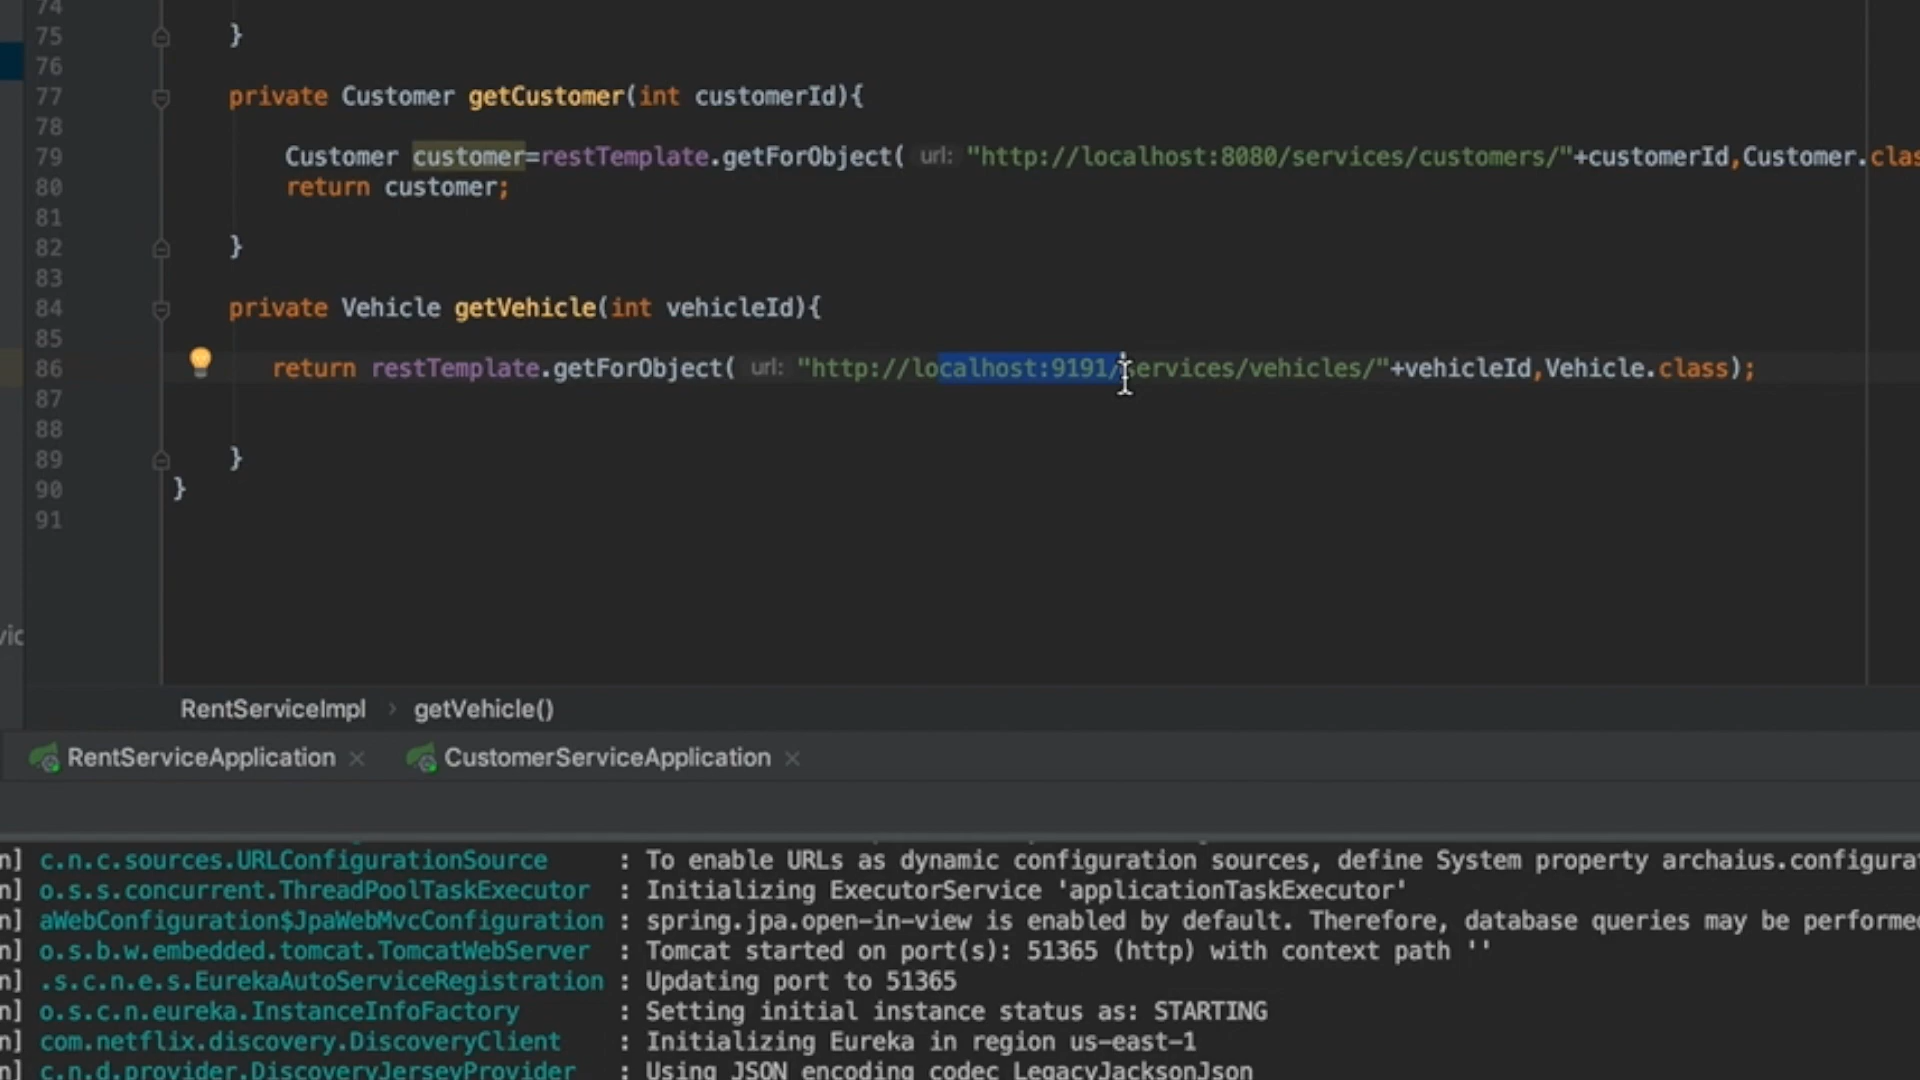 74
75 }
76
77 private Customer getCustomer(int customerId){
78
79 Customer customer=restTemplate.getForObject( url: "http://localhost:8080/services/customers/"+customerId,Customer.clas
80 return customer;
81
82 }
83
84 private Vehicle getVehicle(int vehicleId){
85
86 return restTemplate.getForObject( url: "http://localhost:9191/services/vehicles/"+vehicleId,Vehicle.class);
87
88
89 }
90 }
91
vic
RentServiceImpl › getVehicle()
RentServiceApplication × CustomerServiceApplication ×
n] c.n.c.sources.URLConfigurationSource : To enable URLs as dynamic configuration sources, define System property archaius.configurat
n] o.s.s.concurrent.ThreadPoolTaskExecutor : Initializing ExecutorService 'applicationTaskExecutor'
n] aWebConfiguration$JpaWebMvcConfiguration : spring.jpa.open-in-view is enabled by default. Therefore, database queries may be performed
n] o.s.b.w.embedded.tomcat.TomcatWebServer : Tomcat started on port(s): 51365 (http) with context path ''
n] .s.c.n.e.s.EurekaAutoServiceRegistration : Updating port to 51365
n] o.s.c.n.eureka.InstanceInfoFactory : Setting initial instance status as: STARTING
n] com.netflix.discovery.DiscoveryClient : Initializing Eureka in region us-east-1
n] c.n.d.provider.DiscoveryJerseyProvider : Using JSON encoding codec LegacyJacksonJson